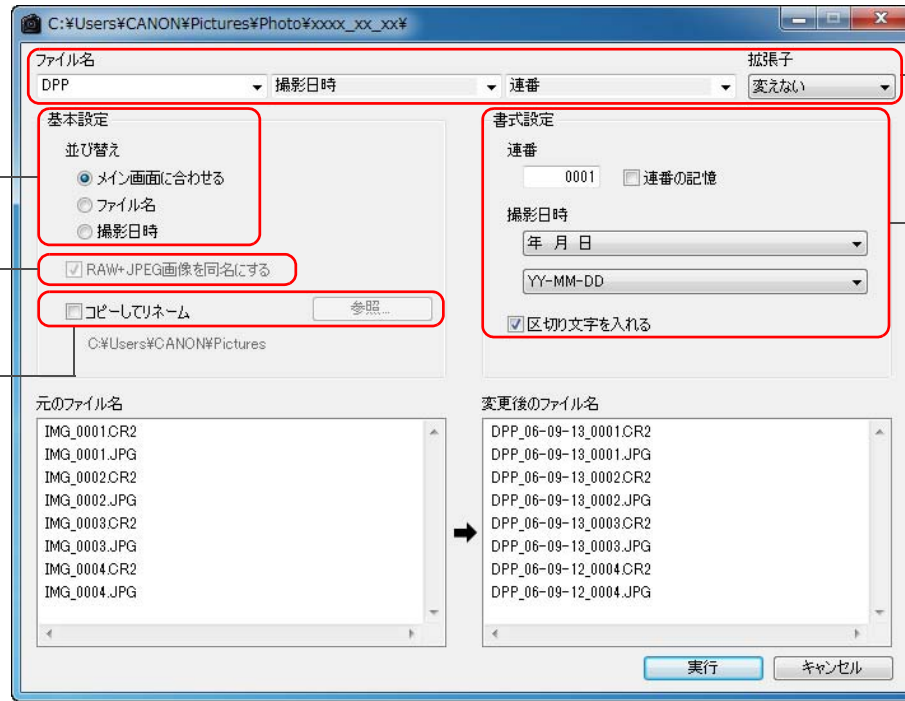 C:¥Users¥CANON¥Pictures¥Photo¥xxxx_xx_xx¥
ファイル名 拡張子
DPP 撮影日時 連番 変えない
基本設定
並び替え
メイン画面に合わせる
ファイル名
撮影日時
RAW+JPEG画像を同名にする
コピーしてリネーム 参照...
C:¥Users¥CANON¥Pictures
書式設定
連番
0001 連番の記憶
撮影日時
年 月 日
YY-MM-DD
区切り文字を入れる
元のファイル名
IMG_0001.CR2
IMG_0001.JPG
IMG_0002.CR2
IMG_0002.JPG
IMG_0003.CR2
IMG_0003.JPG
IMG_0004.CR2
IMG_0004.JPG
変更後のファイル名
DPP_06-09-13_0001.CR2
DPP_06-09-13_0001.JPG
DPP_06-09-13_0002.CR2
DPP_06-09-13_0002.JPG
DPP_06-09-13_0003.CR2
DPP_06-09-13_0003.JPG
DPP_06-09-12_0004.CR2
DPP_06-09-12_0004.JPG
実行 キャンセル